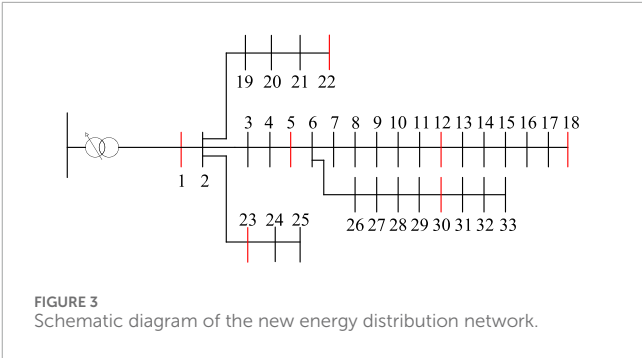 19 20 21 22
3 4 5 6 7 8 9 10 11 12 13 14 15 16 17 18
1 2
26 27 28 29 30 31 32 33
23 24 25
FIGURE 3
Schematic diagram of the new energy distribution network.